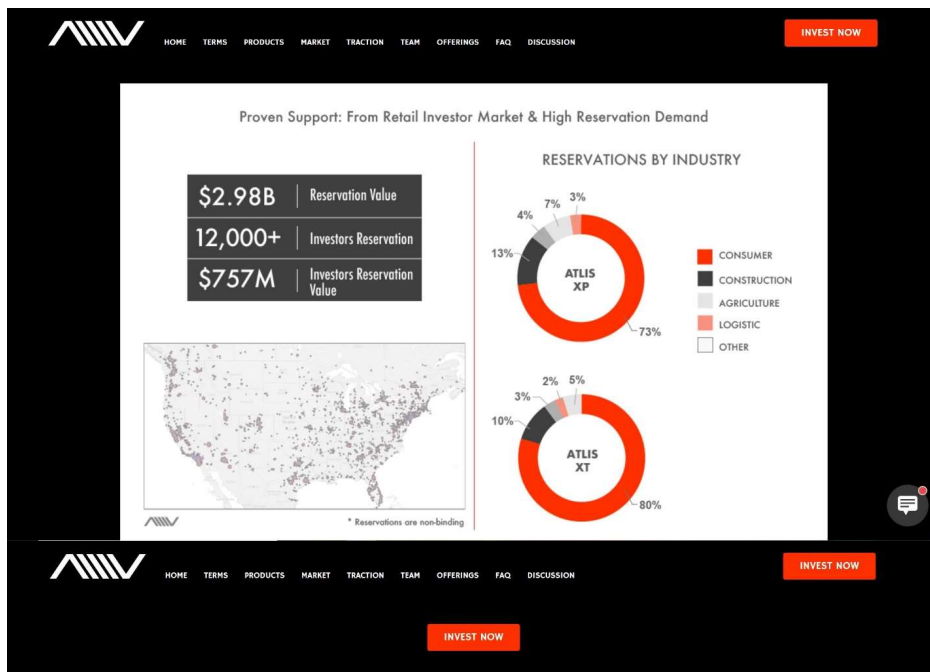 HOME TERMS PRODUCTS MARKET TRACTION TEAM OFFERINGS FAQ DISCUSSION
INVEST NOW
Proven Support: From Retail Investor Market & High Reservation Demand
$2.98B Reservation Value
12,000+ Investors Reservation
$757M Investors Reservation
Value
* Reservations are non-binding
RESERVATIONS BY INDUSTRY
3%
7%
4%
13%
ATLIS
XP
73%
CONSUMER
CONSTRUCTION
AGRICULTURE
LOGISTIC
OTHER
2% 5%
3%
10%
ATLIS
XT
80%
HOME TERMS PRODUCTS MARKET TRACTION TEAM OFFERINGS FAQ DISCUSSION
INVEST NOW
INVEST NOW